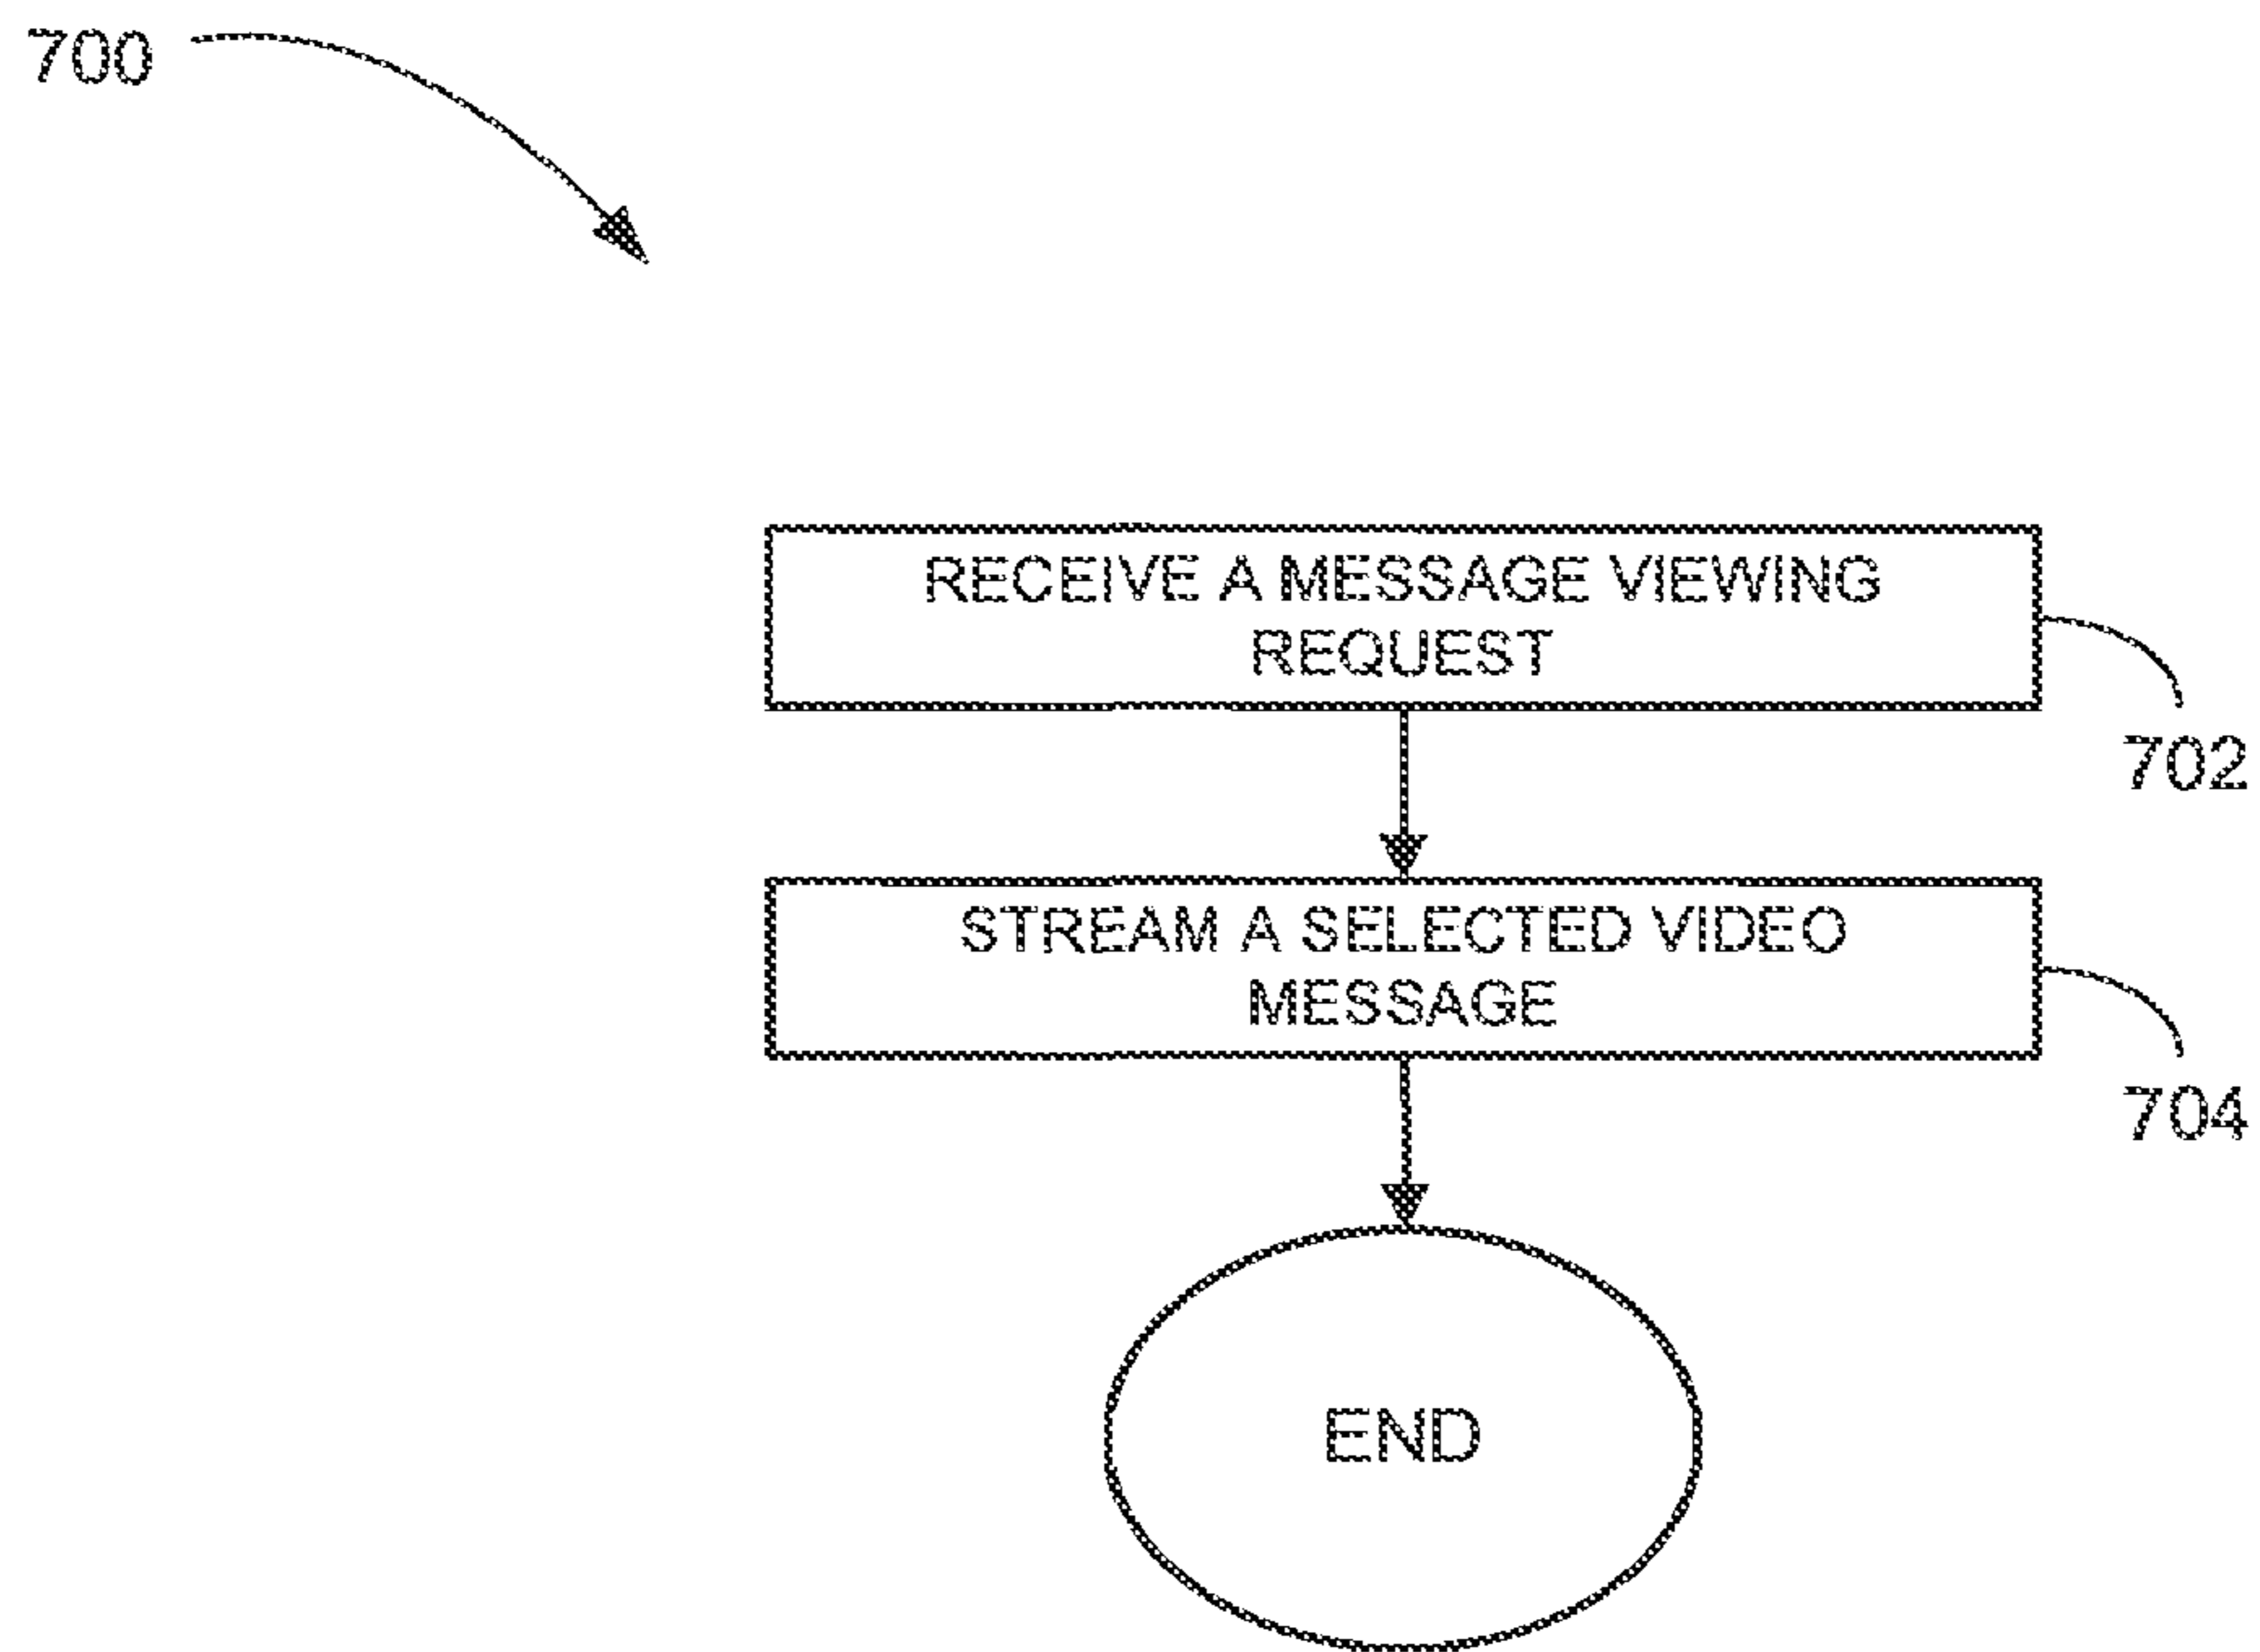 700
RECEIVE A MESSAGE VIEWING
REQUEST
702
STREAM A SELECTED VIDEO
MESSAGE
704
END